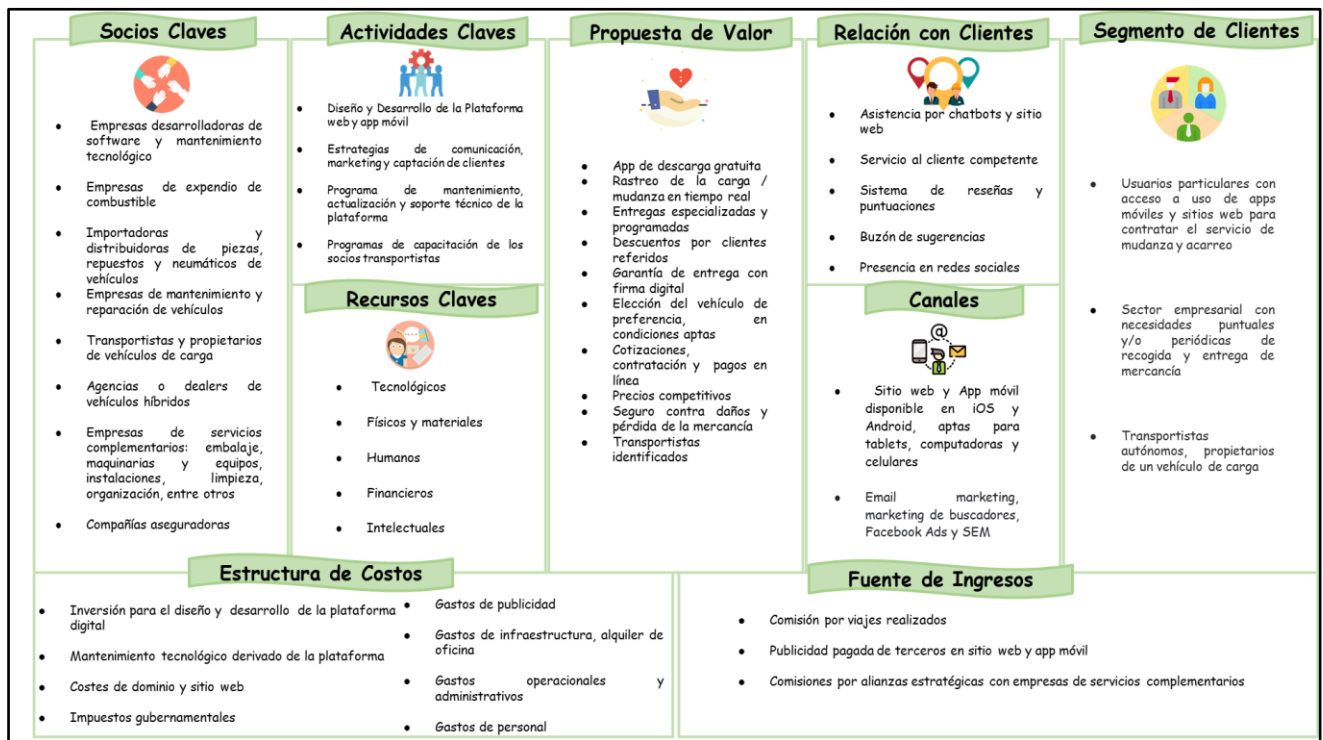 Socios Claves
Empresas desarrolladoras de
software y mantenimiento
tecnológico
Empresas de expendio de
combustible
Importadoras y
distribuidoras de piezas,
repuestos y neumáticos de
vehículos
Empresas de mantenimiento y
reparación de vehículos
Transportistas y propietarios
de vehículos de carga
Agencias o dealers de
vehículos híbridos
Empresas de servicios
complementarios: embalaje,
maquinarias y equipos,
instalaciones, limpieza,
organización, entre otros
Compañías aseguradoras
Actividades Claves
Diseño y Desarrollo de la Plataforma
web y app móvil
Estrategias de comunicación,
marketing y captación de clientes
Programa de mantenimiento,
actualización y soporte técnico de la
plataforma
Programas de capacitación de los
socios transportistas
Recursos Claves
Tecnológicos
Físicos y materiales
Humanos
Financieros
Intelectuales
Propuesta de Valor
App de descarga gratuita
Rastreo de la carga /
mudanza en tiempo real
Entregas especializadas y
programadas
Descuentos por clientes
referidos
Garantía de entrega con
firma digital
Elección del vehículo de
preferencia, en
condiciones aptas
Cotizaciones,
contratación y pagos en
línea
Precios competitivos
Seguro contra daños y
pérdida de la mercancía
Transportistas
identificados
Relación con Clientes
Asistencia por chatbots y sitio
web
Servicio al cliente competente
Sistema de reseñas y
puntuaciones
Buzón de sugerencias
Presencia en redes sociales
Canales
@
Sitio web y App móvil
disponible en iOS y
Android, aptas para
tablets, computadoras y
celulares
Email marketing,
marketing de buscadores,
Facebook Ads y SEM
Segmento de Clientes
Usuarios particulares con
acceso a uso de apps
móviles y sitios web para
contratar el servicio de
mudanza y acarreo
Sector empresarial con
necesidades puntuales
y/o periódicas de
recogida y entrega de
mercancía
Transportistas
autónomos, propietarios
de un vehículo de carga
Estructura de Costos
Inversión para el diseño y desarrollo de la plataforma
digital
Mantenimiento tecnológico derivado de la plataforma
Costes de dominio y sitio web
Impuestos gubernamentales
Gastos de publicidad
Gastos de infraestructura, alquiler de
oficina
Gastos operacionales y
administrativos
Gastos de personal
Fuente de Ingresos
Comisión por viajes realizados
Publicidad pagada de terceros en sitio web y app móvil
Comisiones por alianzas estratégicas con empresas de servicios complementarios